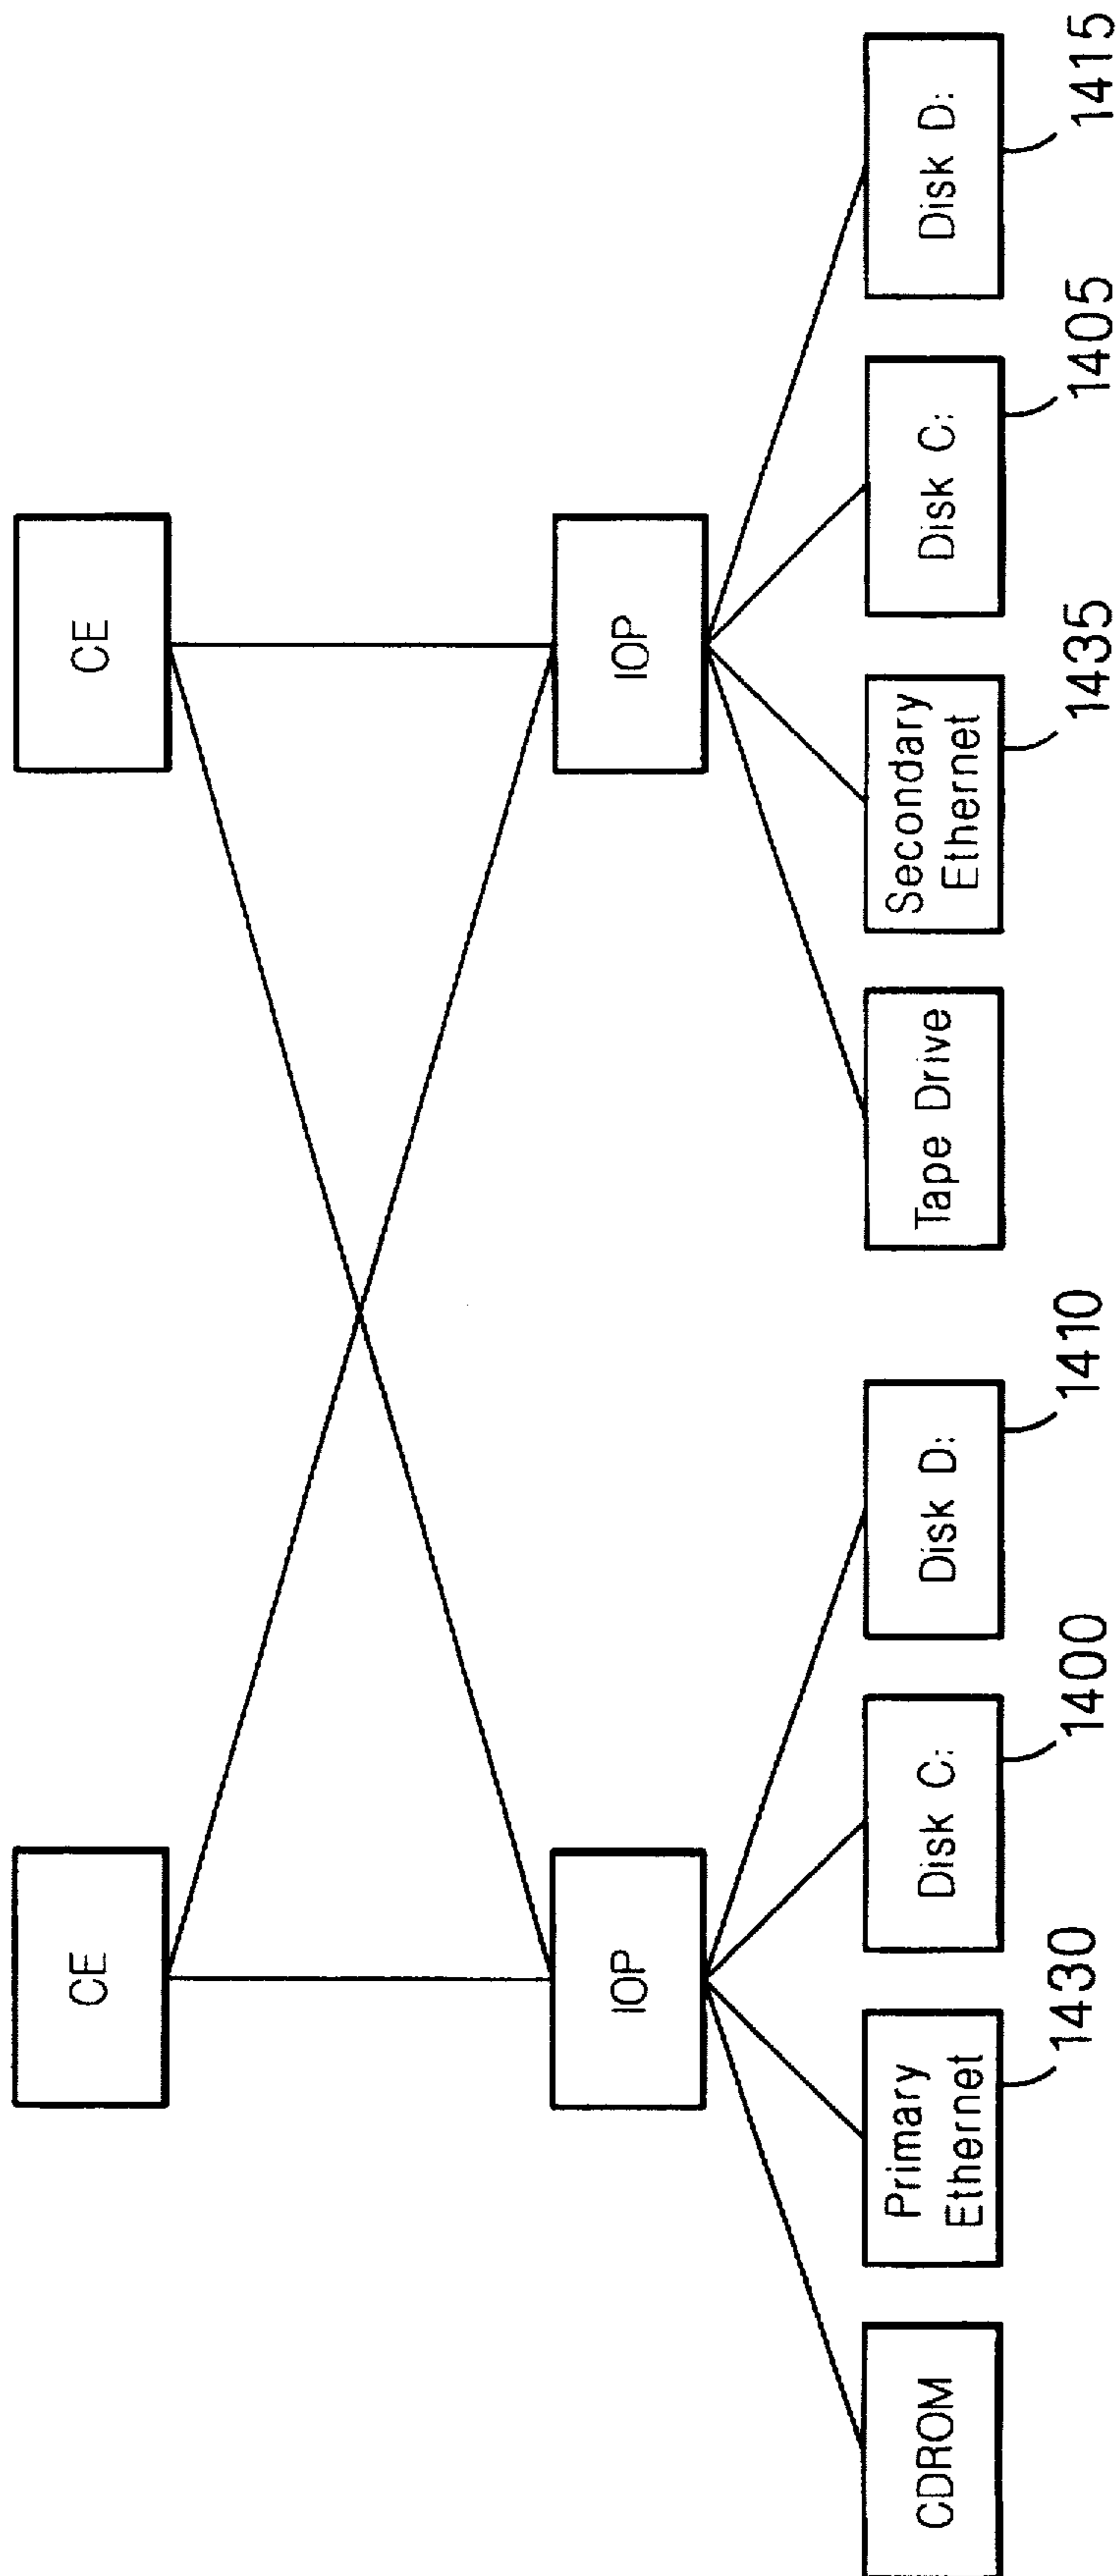 CE
CE
IOP
IOP
CDROM
Primary
Ethernet
1430
Disk C:
1400
Disk D:
1410
Tape Drive
Secondary
Ethernet
1435
Disk C:
1405
Disk D:
1415